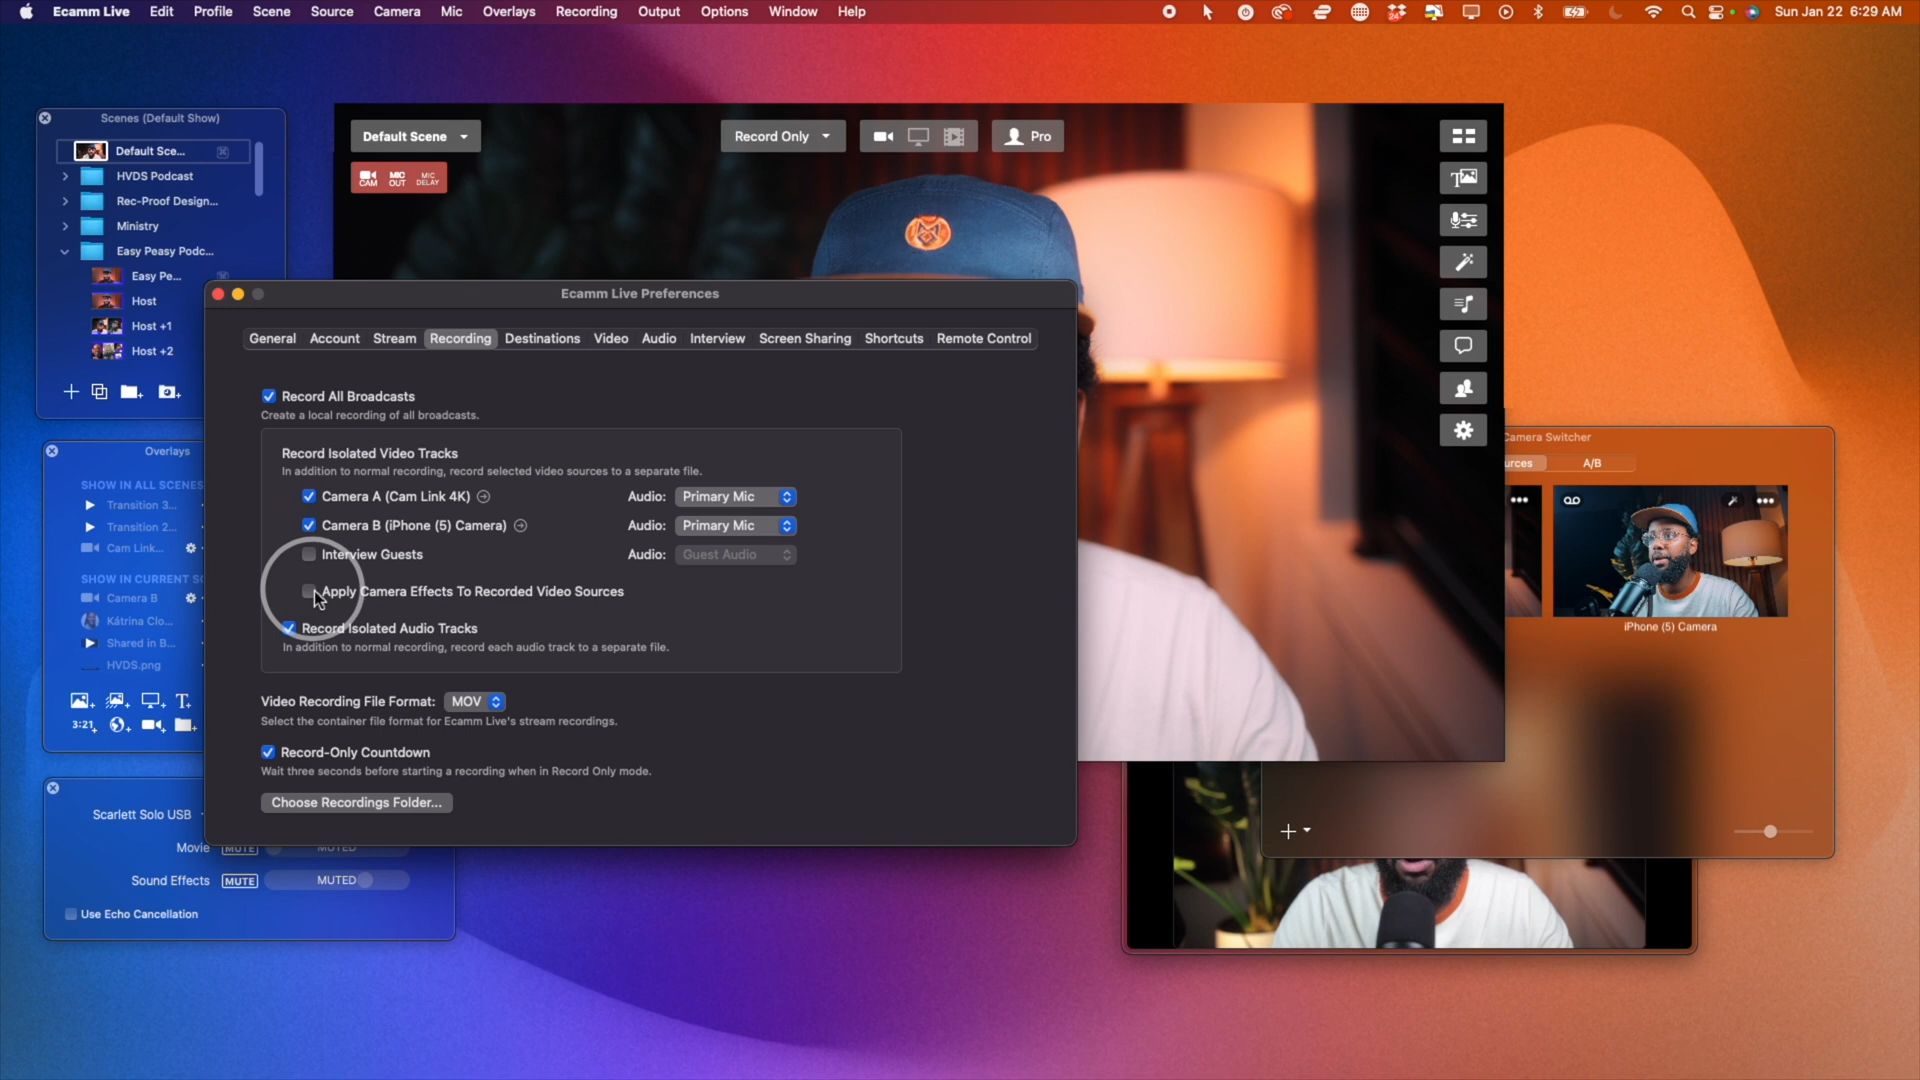 Ecamm Live Edit Profile Scene Source Camera Mic Overlays Recording Output Options Window Help
24
Sun Jan 22 6:29 AM
Scenes (Default Show)
Default Sce...
HVDS Podcast
Rec-Proof Design...
Ministry
Easy Peasy Podc...
Easy Pe...
Host
Host +1
Host +2
Default Scene
Record Only
Pro
CAM
MIC OUT
MIC DELAY
Ecamm Live Preferences
General Account Stream Recording Destinations Video Audio Interview Screen Sharing Shortcuts Remote Control
Record All Broadcasts
Create a local recording of all broadcasts.
Record Isolated Video Tracks
In addition to normal recording, record selected video sources to a separate file.
Camera A (Cam Link 4K) Audio: Primary Mic
Camera B (iPhone (5) Camera) Audio: Primary Mic
Interview Guests Audio: Guest Audio
Apply Camera Effects To Recorded Video Sources
Record Isolated Audio Tracks
In addition to normal recording, record each audio track to a separate file.
Video Recording File Format: MOV
Select the container file format for Ecamm Live's stream recordings.
Record-Only Countdown
Wait three seconds before starting a recording when in Record Only mode.
Choose Recordings Folder...
Overlays
SHOW IN ALL SCENES
Transition 3...
Transition 2...
Cam Link...
SHOW IN CURRENT S
Camera B
Kátrina Clo...
Shared in B...
HVDS.png
3:21
Scarlett Solo USB
Movie MUTE MUTED
Sound Effects MUTE MUTED
Use Echo Cancellation
Camera Switcher
urces A/B
iPhone (5) Camera